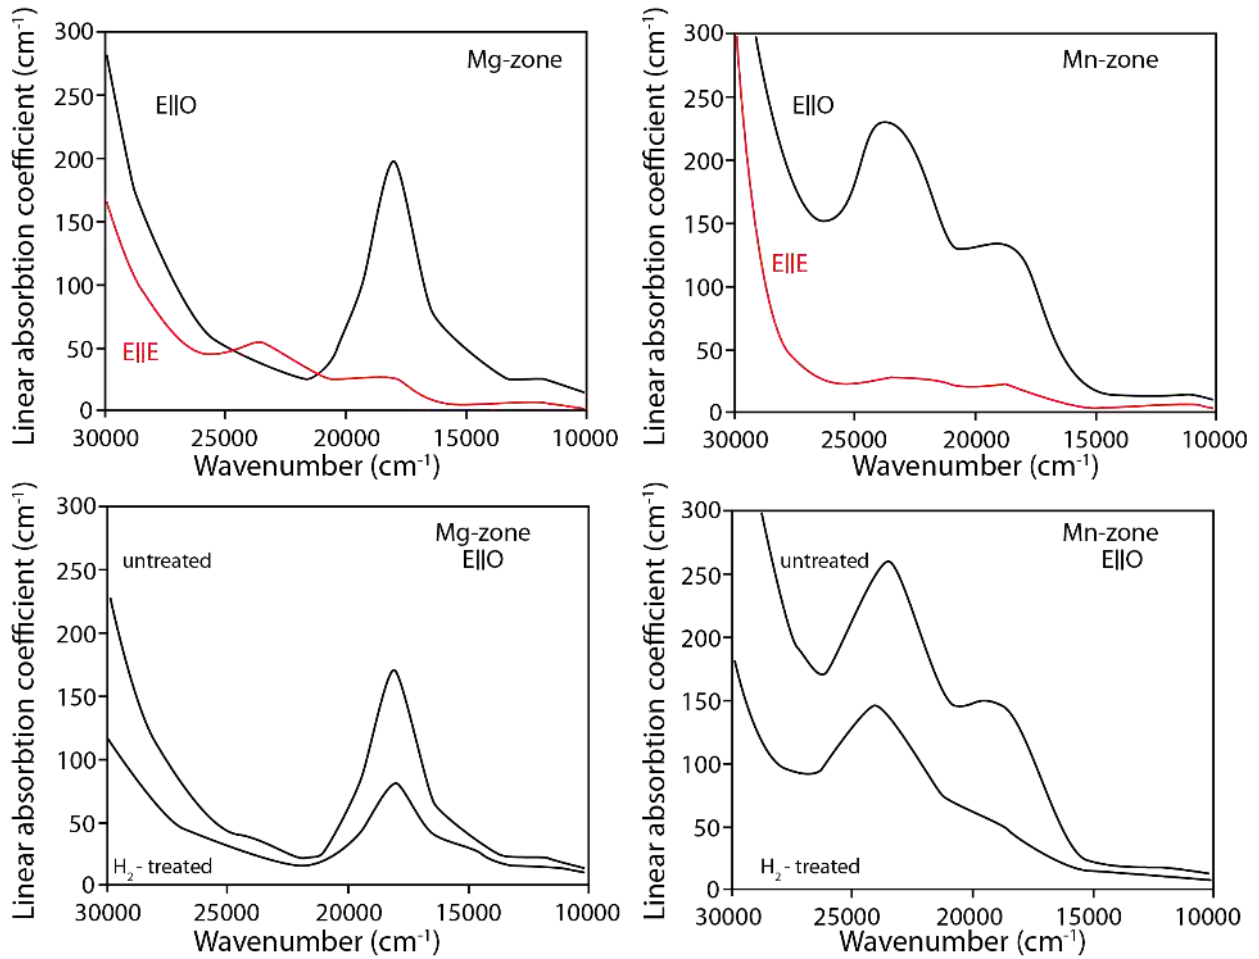 Linear absorbtion coefficient (cm⁻¹)
300
250
200
150
100
50
0
Mg-zone
E||O
E||E
30000 25000 20000 15000 10000
Wavenumber (cm⁻¹)
Linear absorbtion coefficient (cm⁻¹)
300
250
200
150
100
50
0
Mn-zone
E||O
E||E
30000 25000 20000 15000 10000
Wavenumber (cm⁻¹)
Linear absorbtion coefficient (cm⁻¹)
300
250
200
150
100
50
0
Mg-zone
E||O
untreated
H₂- treated
30000 25000 20000 15000 10000
Wavenumber (cm⁻¹)
Linear absorbtion coefficient (cm⁻¹)
300
250
200
150
100
50
0
Mn-zone
E||O
untreated
H₂- treated
30000 25000 20000 15000 10000
Wavenumber (cm⁻¹)